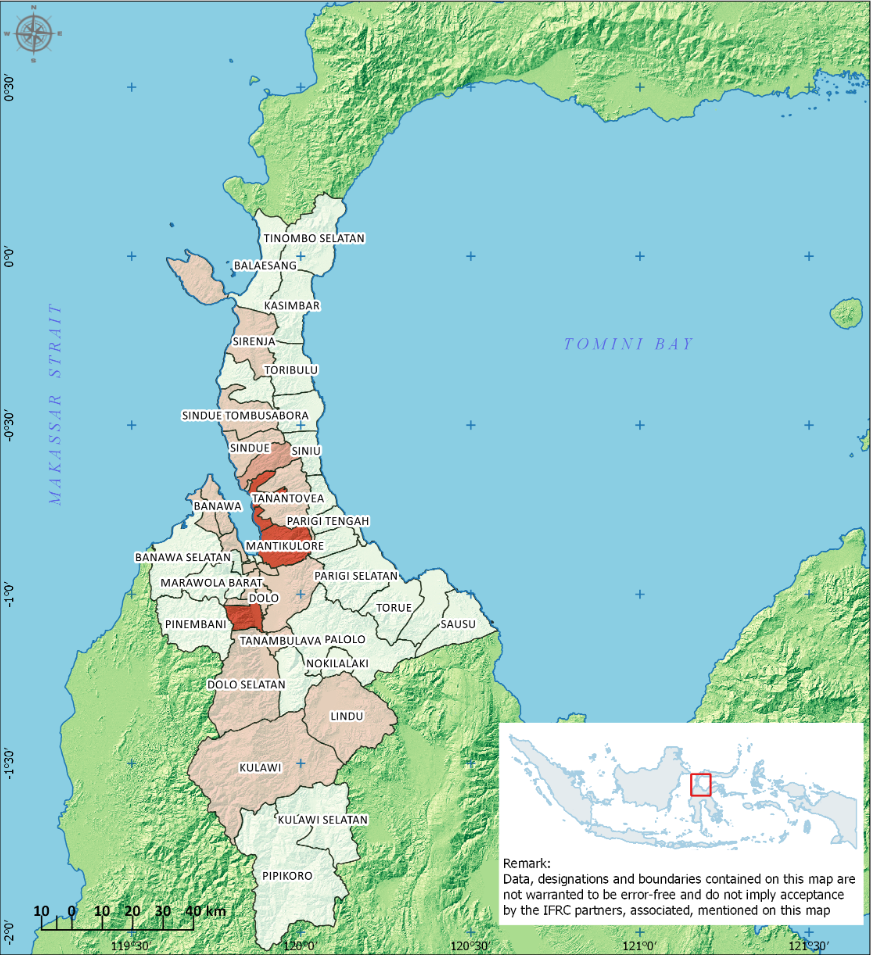 N
W
E
S
0°30'
0°0'
-0°30'
-1°0'
-1°30'
-2°0'
MAKASSAR STRAIT
TOMINI BAY
TINOMBO SELATAN
BALAESANG
KASIMBAR
SIRENJA
TORIBULU
SINDUE TOMBUSABORA
SINDUE
SINIU
TANANTOVEA
BANAWA
PARIGI TENGAH
MANTIKULORE
BANAWA SELATAN
PARIGI SELATAN
MARAWOLA BARAT
DOLO
TORUE
PINEMBANI
SAUSU
TANAMBULAVA
PALOLO
NOKILALAKI
DOLO SELATAN
LINDU
KULAWI
KULAWI SELATAN
PIPIKORO
Remark:
Data, designations and boundaries contained on this map are
not warranted to be error-free and do not imply acceptance
by the IFRC partners, associated, mentioned on this map
10 0 10 20 30 40 km
119°30'
120°0'
120°30'
121°0'
121°30'